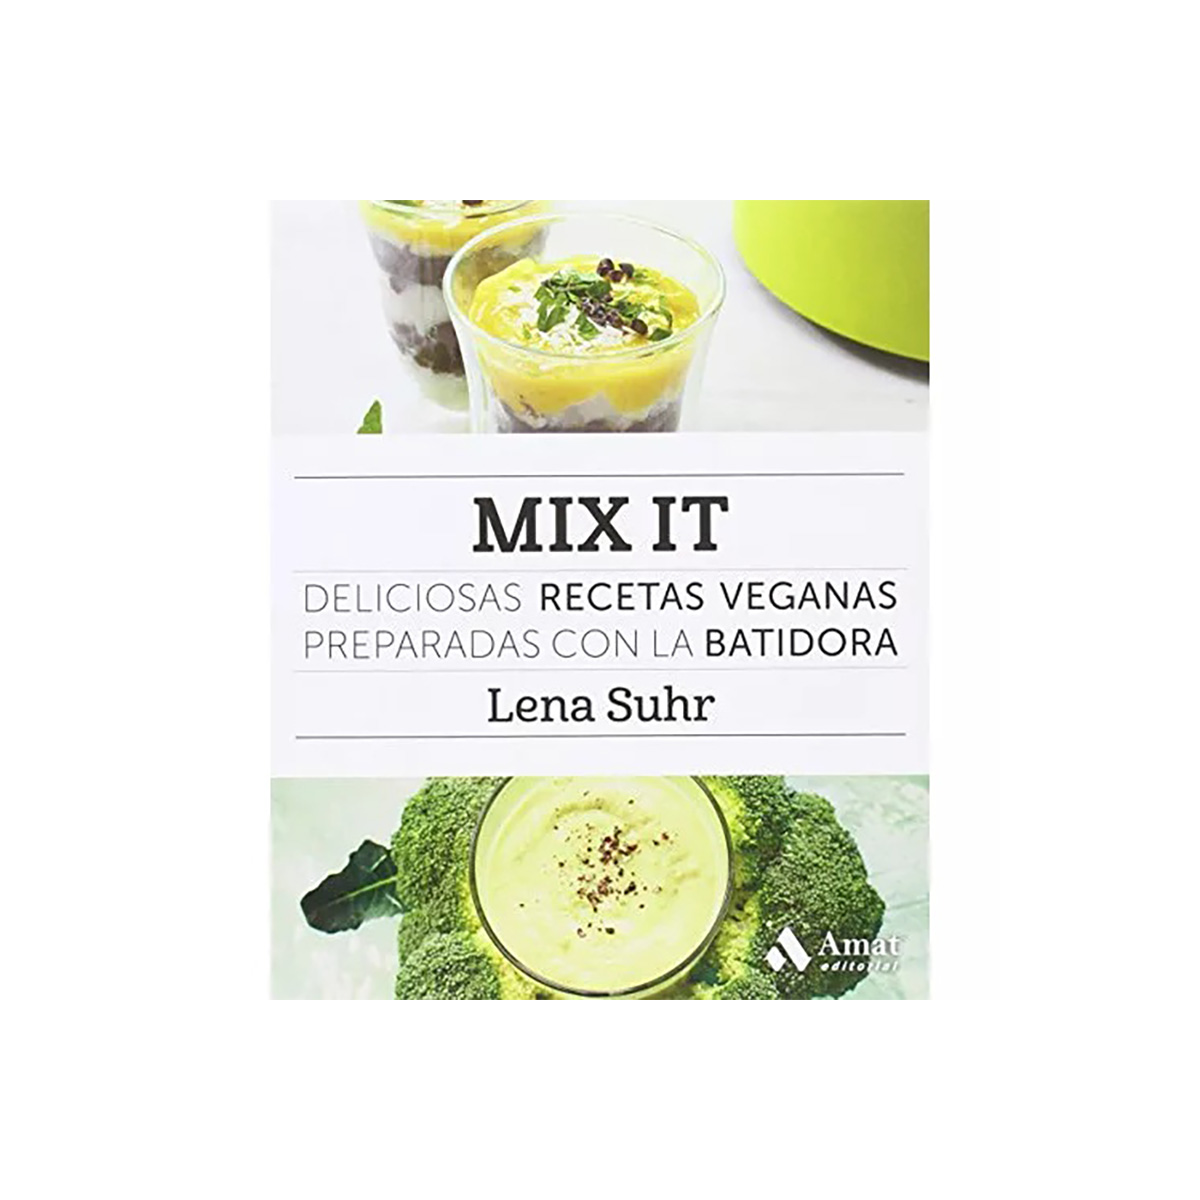 MIX IT
DELICIOSAS RECETAS VEGANAS
PREPARADAS CON LA BATIDORA
Lena Suhr
Amat
editorial